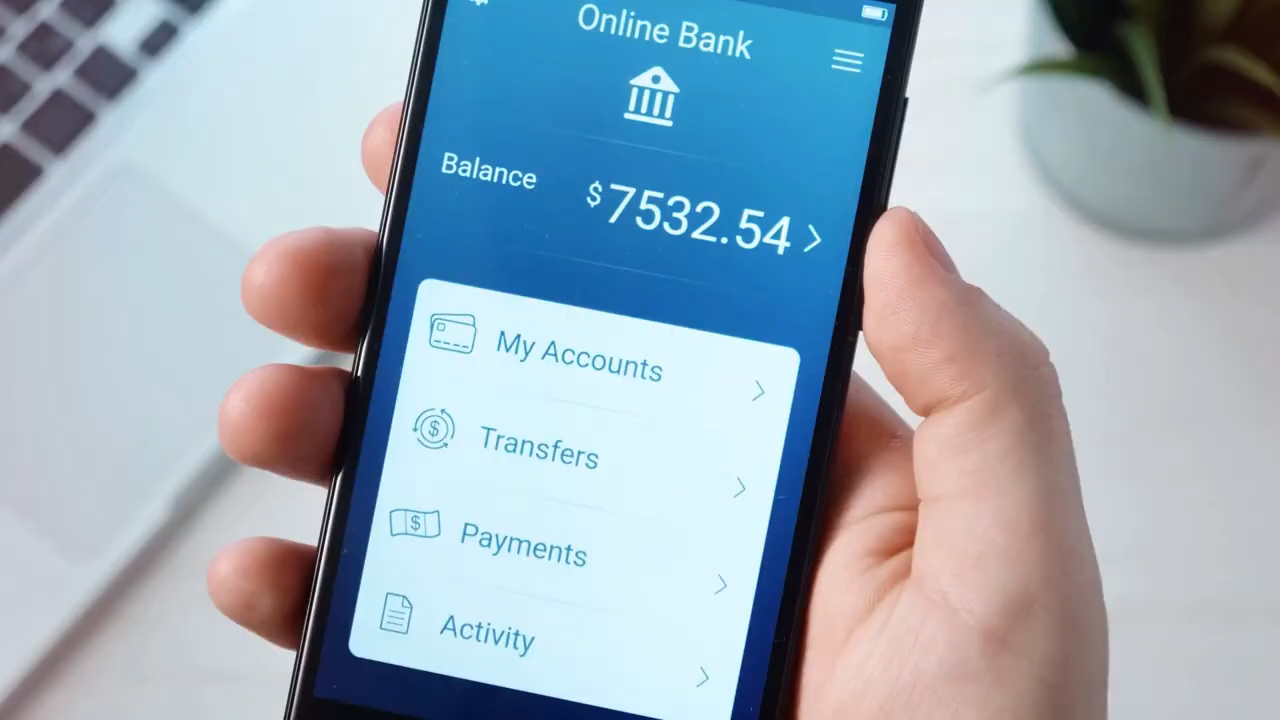 Online Bank
Balance $7532.54
My Accounts
Transfers
Payments
Activity